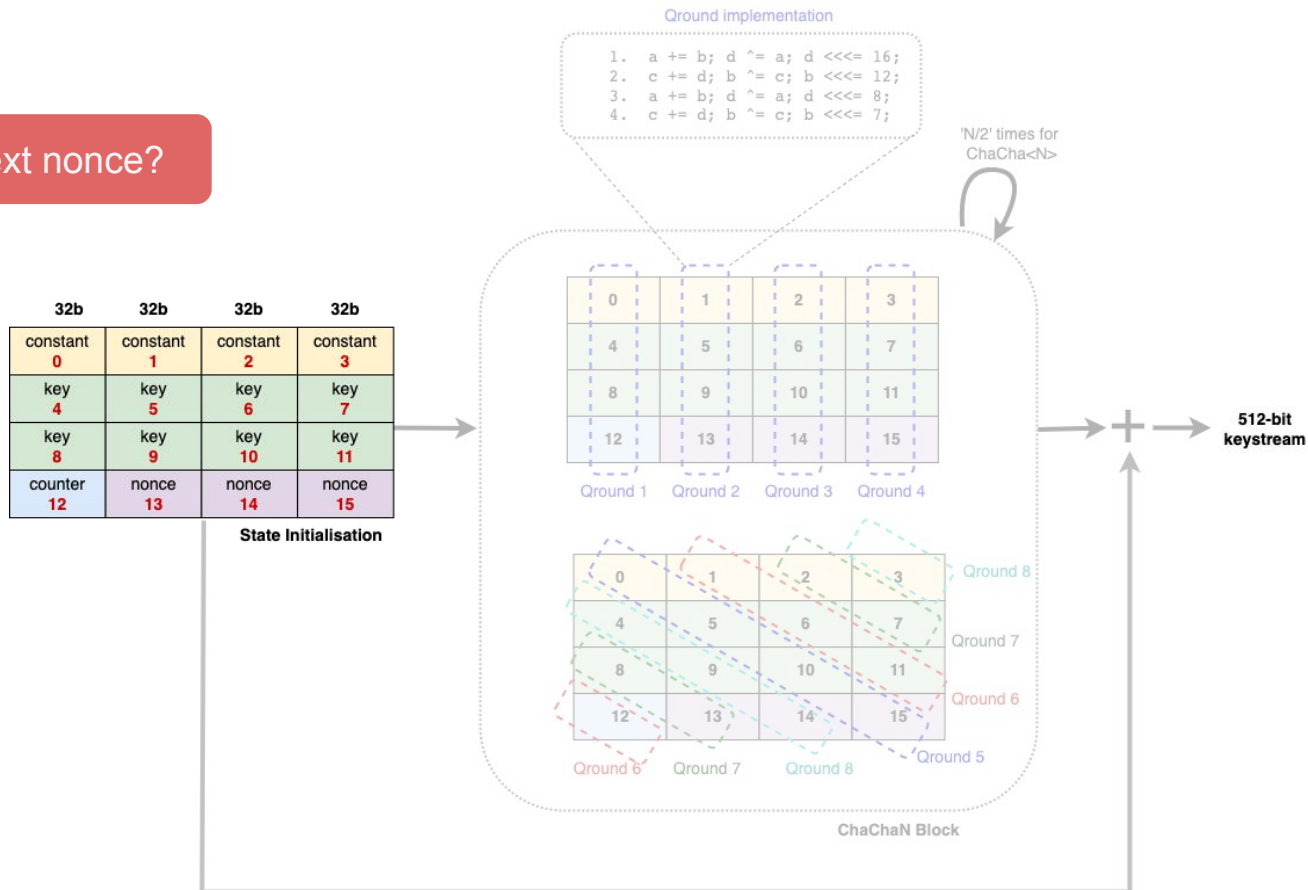 Qround implementation
1. a += b; d ^= a; d <<<= 16;
2. c += d; b ^= c; b <<<= 12;
3. a += b; d ^= a; d <<<= 8;
4. c += d; b ^= c; b <<<= 7;
'N/2' times for
ChaCha<N>
nonce?
32b 32b 32b 32b
constant constant constant constant
0 1 2 3
key key key key
4 5 6 7
key key key key
8 9 10 11
counter nonce nonce nonce
12 13 14 15
State Initialisation
0 1 2 3
4 5 6 7
8 9 10 11
12 13 14 15
Qround 1 Qround 2 Qround 3 Qround 4
512-bit
keystream
0 1 2 3
Qround 8
4 5 6 7
Qround 7
8 9 10 11
Qround 6
12 13 14 15
Qround 5
Qround 6 Qround 7 Qround 8
ChaChaN Block